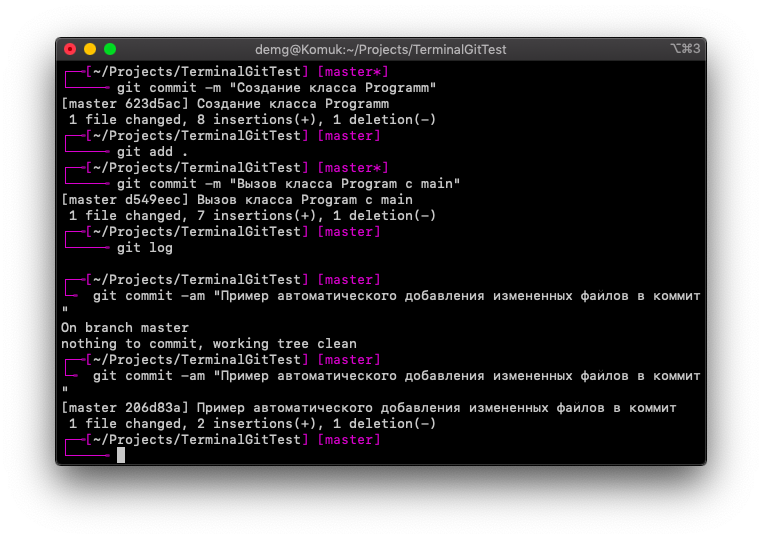 demg@Komuk:~/Projects/TerminalGitTest
⌥⌘3
[~/Projects/TerminalGitTest] [master*]
git commit -m "Создание класса Programm"
[master 623d5ac] Создание класса Programm
1 file changed, 8 insertions(+), 1 deletion(-)
[~/Projects/TerminalGitTest] [master]
git add .
[~/Projects/TerminalGitTest] [master*]
git commit -m "Вызов класса Program с main"
[master d549eec] Вызов класса Program с main
1 file changed, 7 insertions(+), 1 deletion(-)
[~/Projects/TerminalGitTest] [master]
git log
[~/Projects/TerminalGitTest] [master]
git commit -am "Пример автоматического добавления измененных файлов в коммит
"
On branch master
nothing to commit, working tree clean
[~/Projects/TerminalGitTest] [master]
git commit -am "Пример автоматического добавления измененных файлов в коммит
"
[master 206d83a] Пример автоматического добавления измененных файлов в коммит
1 file changed, 2 insertions(+), 1 deletion(-)
[~/Projects/TerminalGitTest] [master]